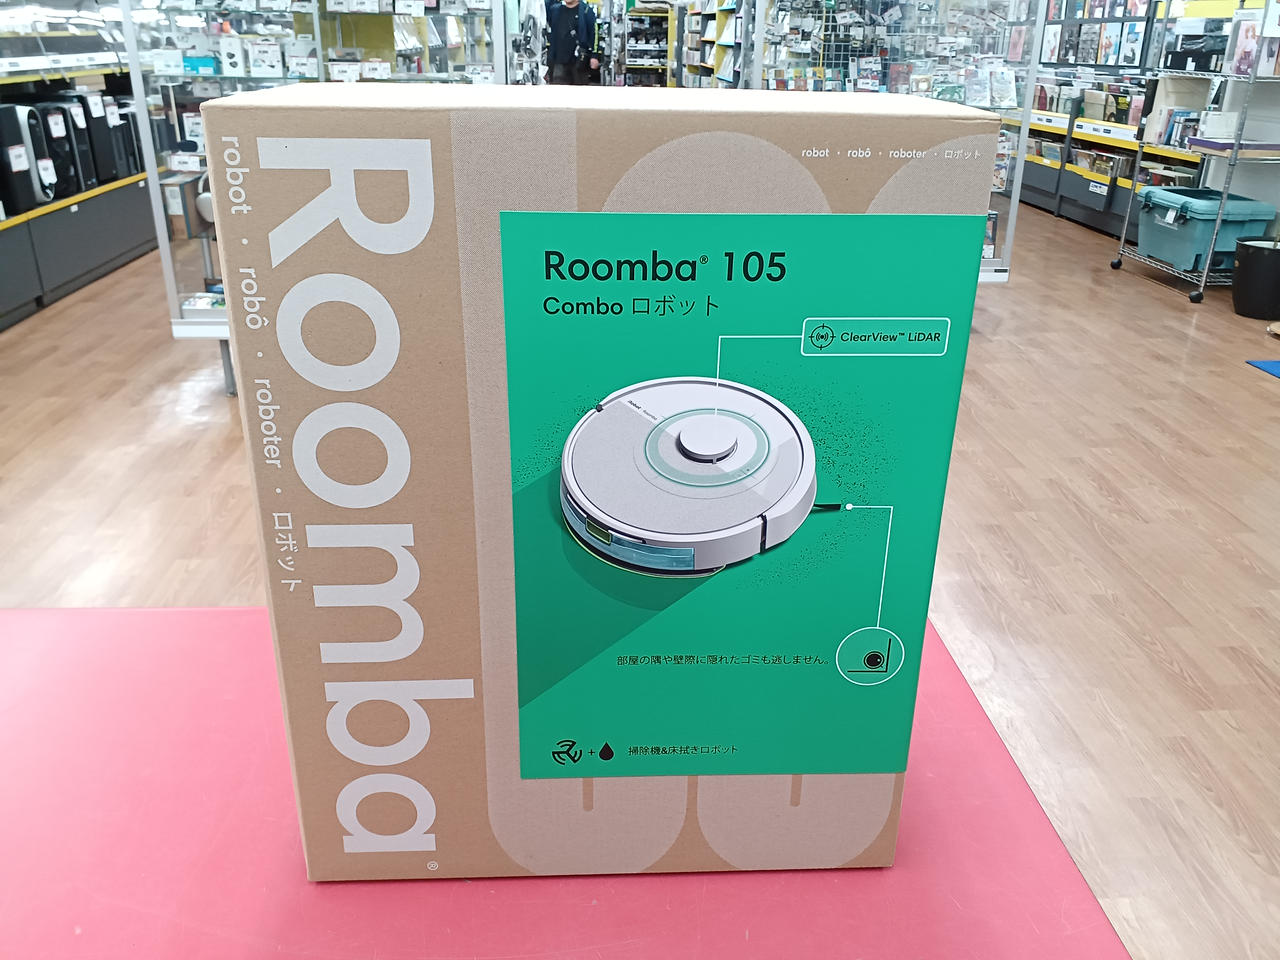 Roomba®
robot · robô · roboter · ロボット
robot · robô · roboter · ロボット
Roomba® 105
Combo ロボット
ClearView™ LiDAR
部屋の隅や壁際に隠れたゴミも逃しません。
+
掃除機&床拭きロボット